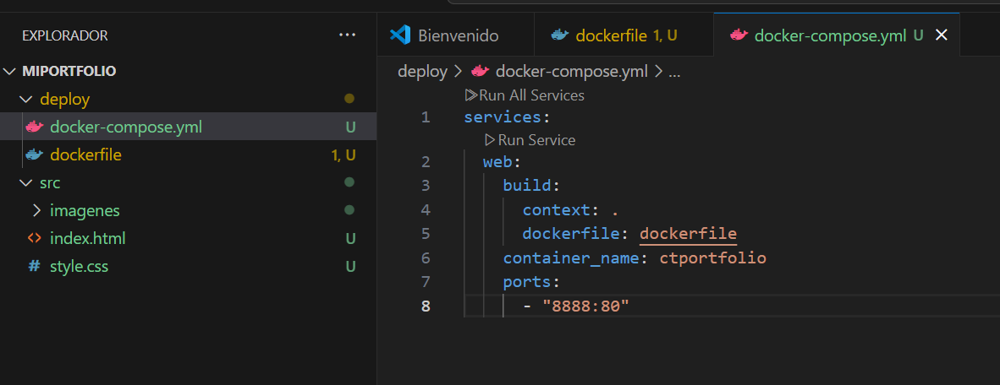 EXPLORADOR ...
MIPORTFOLIO
deploy
docker-compose.yml U
dockerfile 1, U
src
imagenes
index.html U
style.css U
Bienvenido dockerfile 1, U docker-compose.yml U
deploy > docker-compose.yml > ...
Run All Services
1 services:
Run Service
2 web:
3 build:
4 context: .
5 dockerfile: dockerfile
6 container_name: ctportfolio
7 ports:
8 - "8888:80"